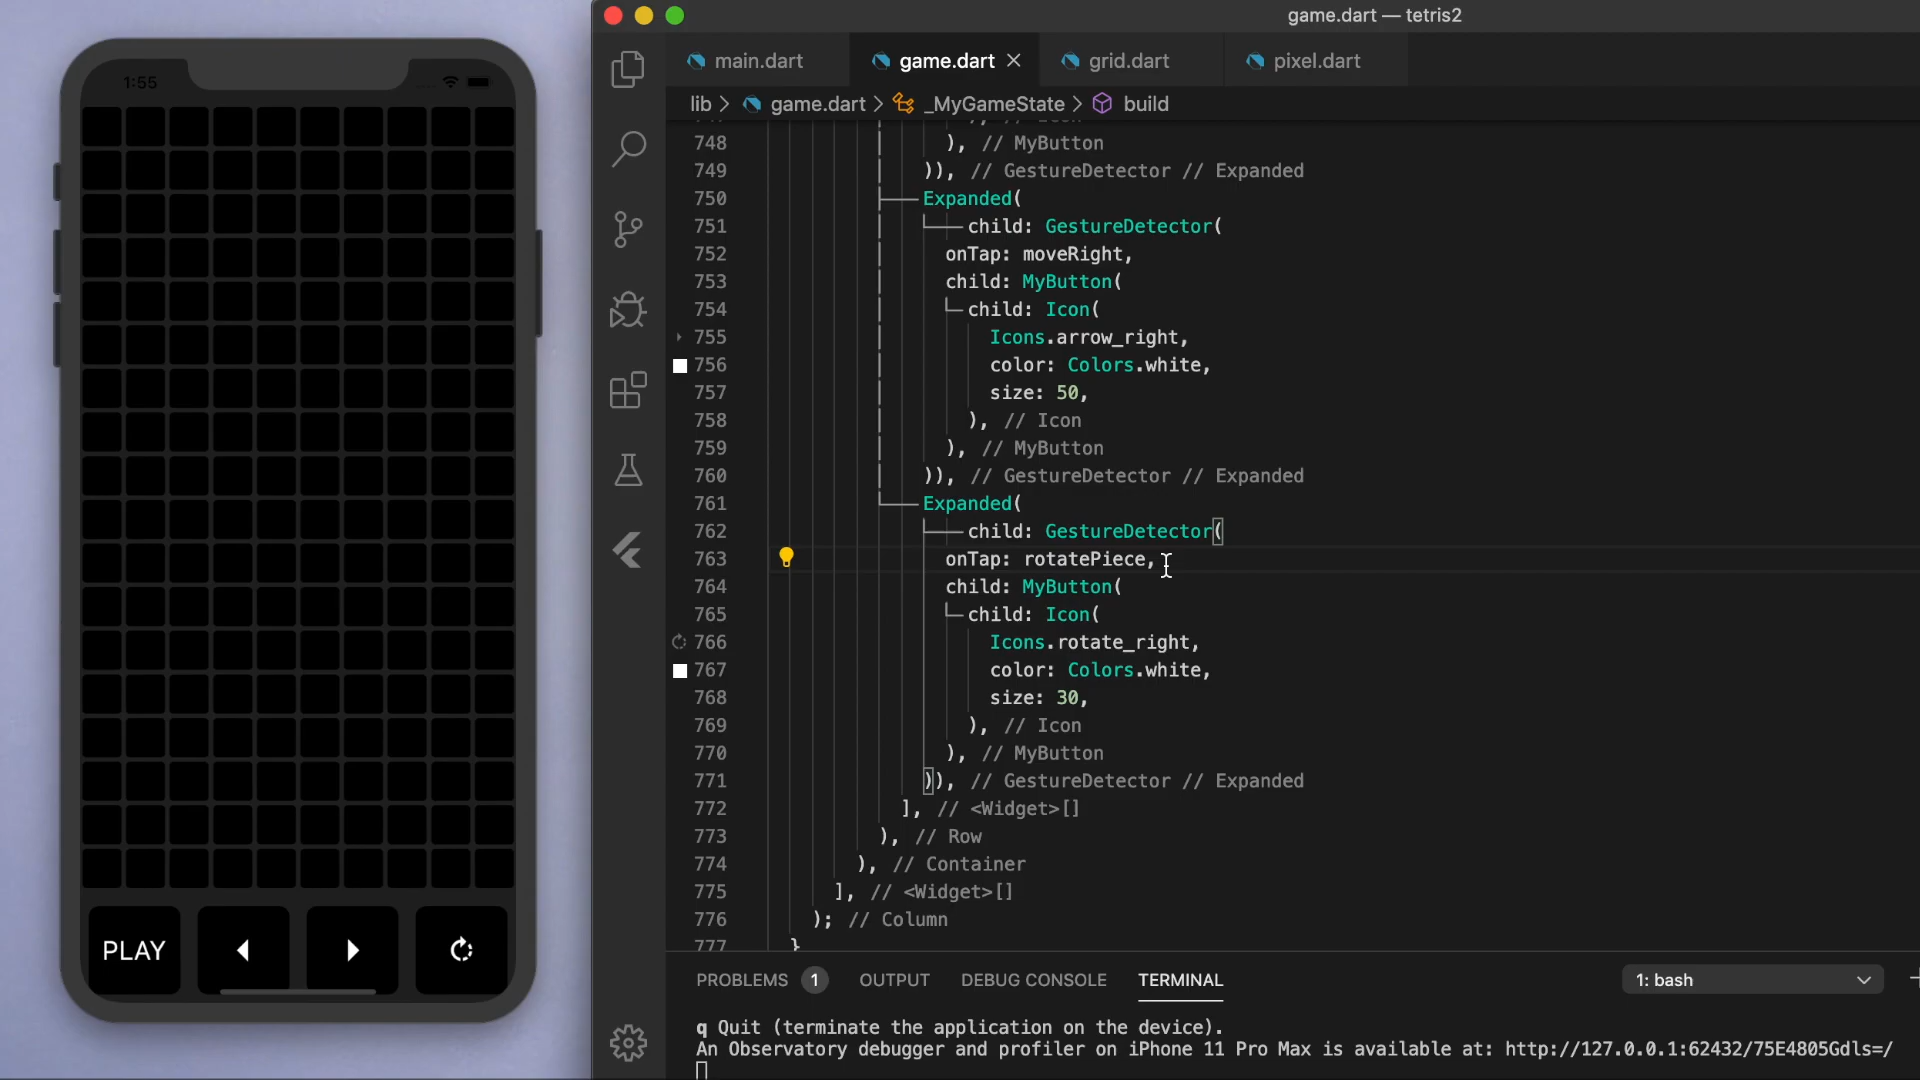 1:55
PLAY
game.dart — tetris2
main.dart
game.dart
grid.dart
pixel.dart
lib > game.dart > _MyGameState > build
748 ), // MyButton
749 )), // GestureDetector // Expanded
750 Expanded(
751 child: GestureDetector(
752 onTap: moveRight,
753 child: MyButton(
754 child: Icon(
755 Icons.arrow_right,
756 color: Colors.white,
757 size: 50,
758 ), // Icon
759 ), // MyButton
760 )), // GestureDetector // Expanded
761 Expanded(
762 child: GestureDetector(
763 onTap: rotatePiece,
764 child: MyButton(
765 child: Icon(
766 Icons.rotate_right,
767 color: Colors.white,
768 size: 30,
769 ), // Icon
770 ), // MyButton
771 )), // GestureDetector // Expanded
772 ], // <Widget>[]
773 ), // Row
774 ), // Container
775 ], // <Widget>[]
776 ); // Column
777 }
PROBLEMS 1 OUTPUT DEBUG CONSOLE TERMINAL 1: bash
q Quit (terminate the application on the device).
An Observatory debugger and profiler on iPhone 11 Pro Max is available at: http://127.0.0.1:62432/75E4805Gdls=/